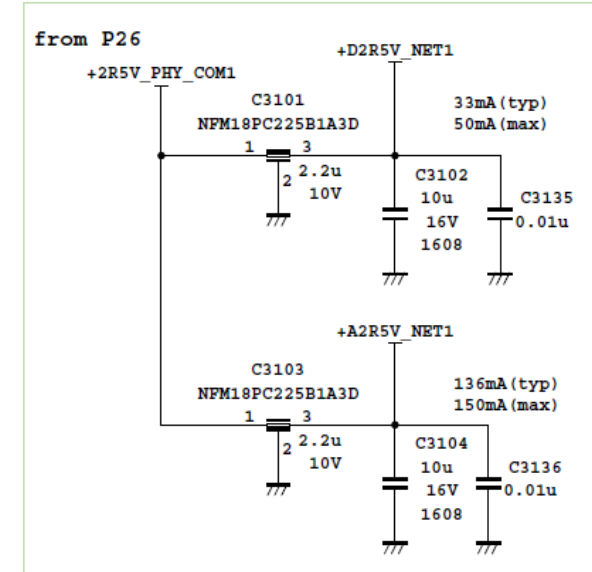 from P26
+2R5V_PHY_COM1
+D2R5V_NET1
C3101
NFM18PC225B1A3D
33mA(typ)
50mA(max)
1
3
2
2.2u
10V
C3102
10u
16V
1608
C3135
0.01u
+A2R5V_NET1
C3103
NFM18PC225B1A3D
136mA(typ)
150mA(max)
1
3
2
2.2u
10V
C3104
10u
16V
1608
C3136
0.01u